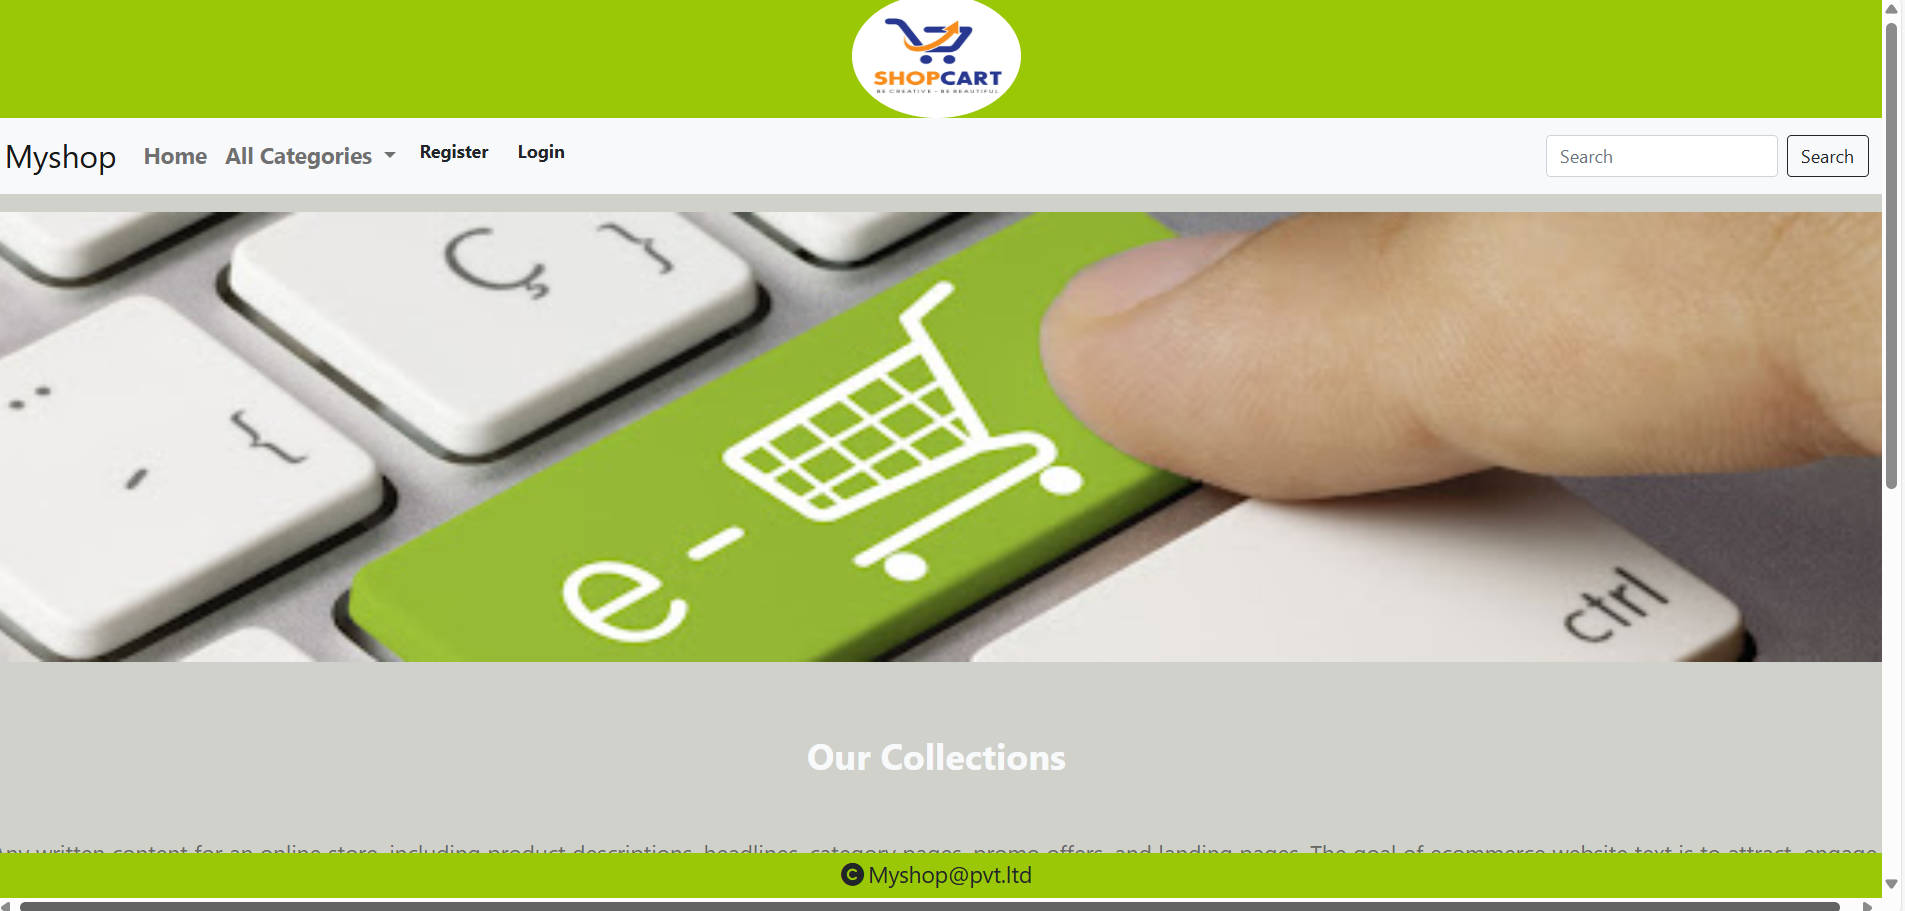 SHOPCART
BE CREATIVE - BE BEAUTIFUL
Myshop Home All Categories Register Login Search Search
Ç }
¨
- {
e -
ctrl
Our Collections
Any written content for an online store, including product descriptions, headlines, category pages, promo offers, and landing pages. The goal of ecommerce website text is to attract, engage
Myshop@pvt.ltd